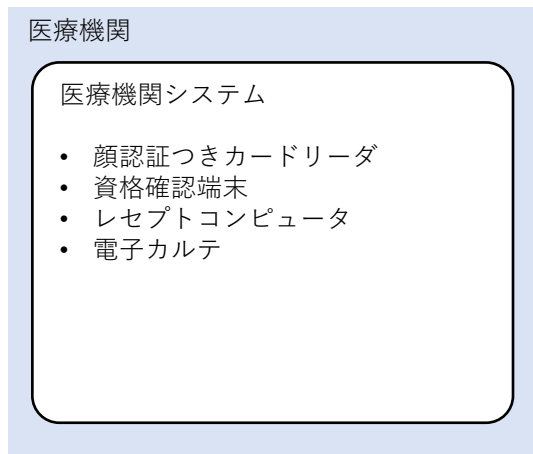 医療機関
医療機関システム
• 顔認証つきカードリーダ
• 資格確認端末
• レセプトコンピュータ
• 電子カルテ